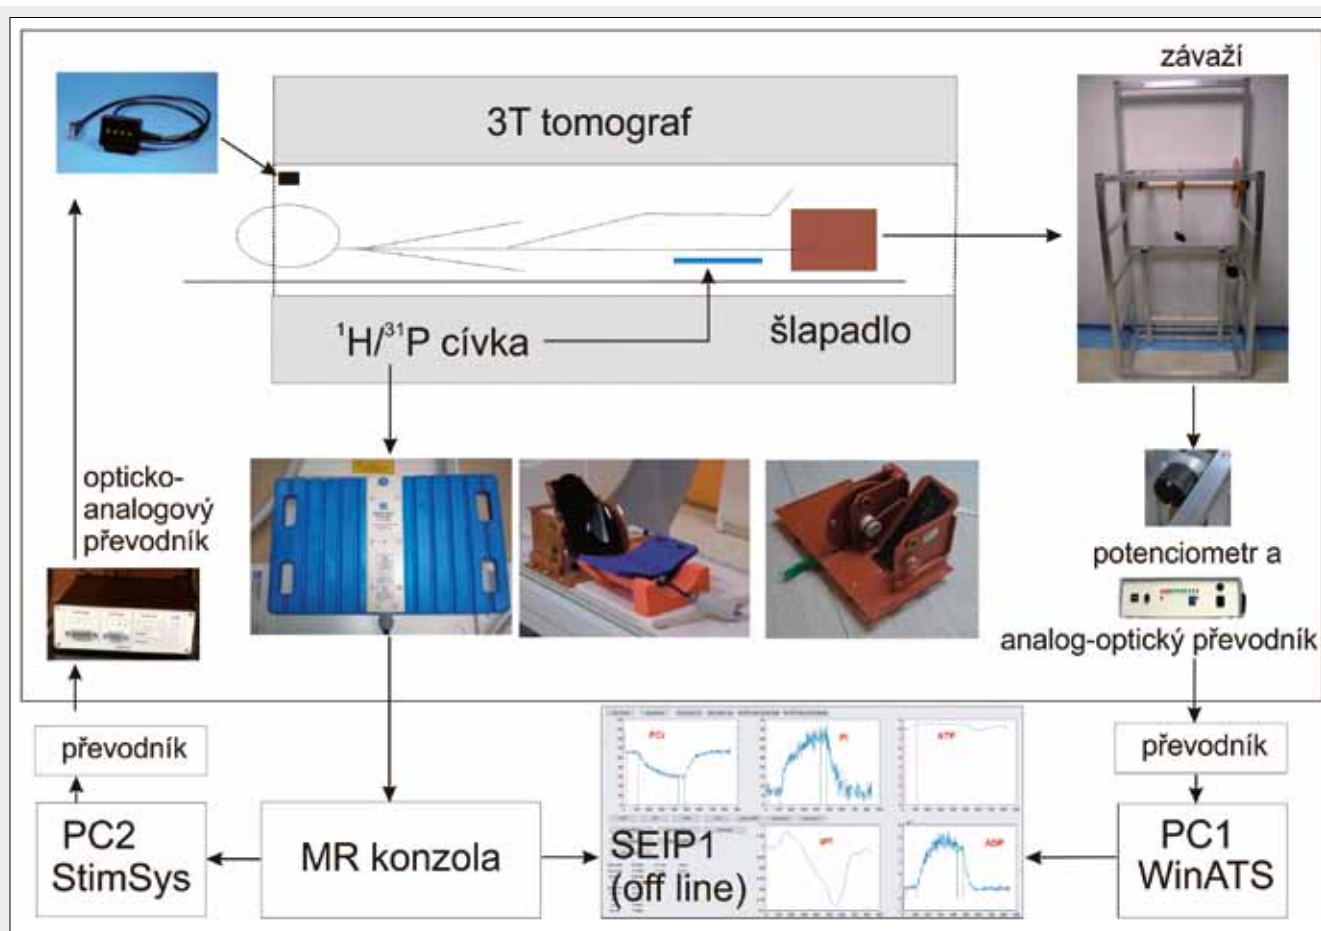 závaží
3T tomograf
¹H/³¹P cívka
šlapadlo
opticko-
analogový
převodník
potenciometr a
analog-optický převodník
převodník
převodník
PCr
Pi
ATP
pH
ADP
PC2
StimSys
MR konzola
SEIP1
(off line)
PC1
WinATS